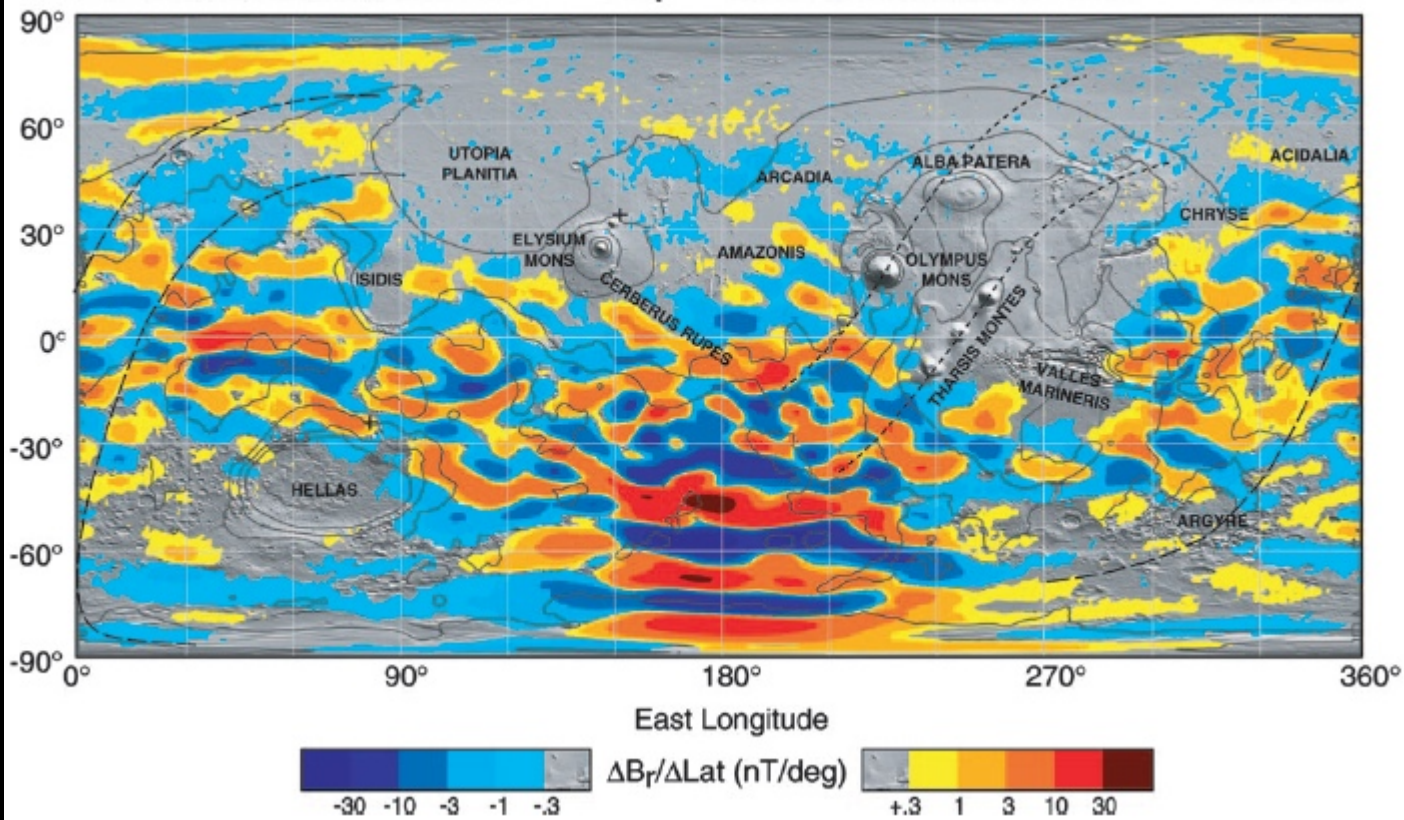 90°
60°
30°
0°
-30°
-60°
-90°
UTOPIA
PLANITIA
ARCADIA
ALBA PATERA
ACIDALIA
CHRYSE
ELYSIUM
MONS
AMAZONIS
OLYMPUS
MONS
ISIDIS
CERBERUS RUPES
THARSIS MONTES
VALLES
MARINERIS
HELLAS
ARGYRE
0° 90° 180° 270° 360°
East Longitude
ΔBr/ΔLat (nT/deg)
-30 -10 -3 -1 -.3 +.3 1 3 10 30